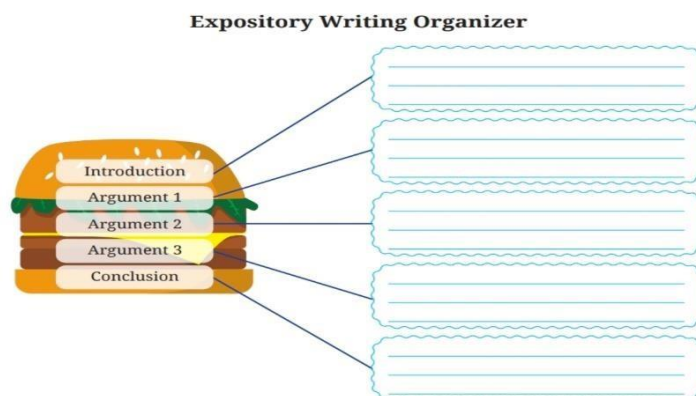 Expository Writing Organizer
Introduction
Argument 1
Argument 2
Argument 3
Conclusion